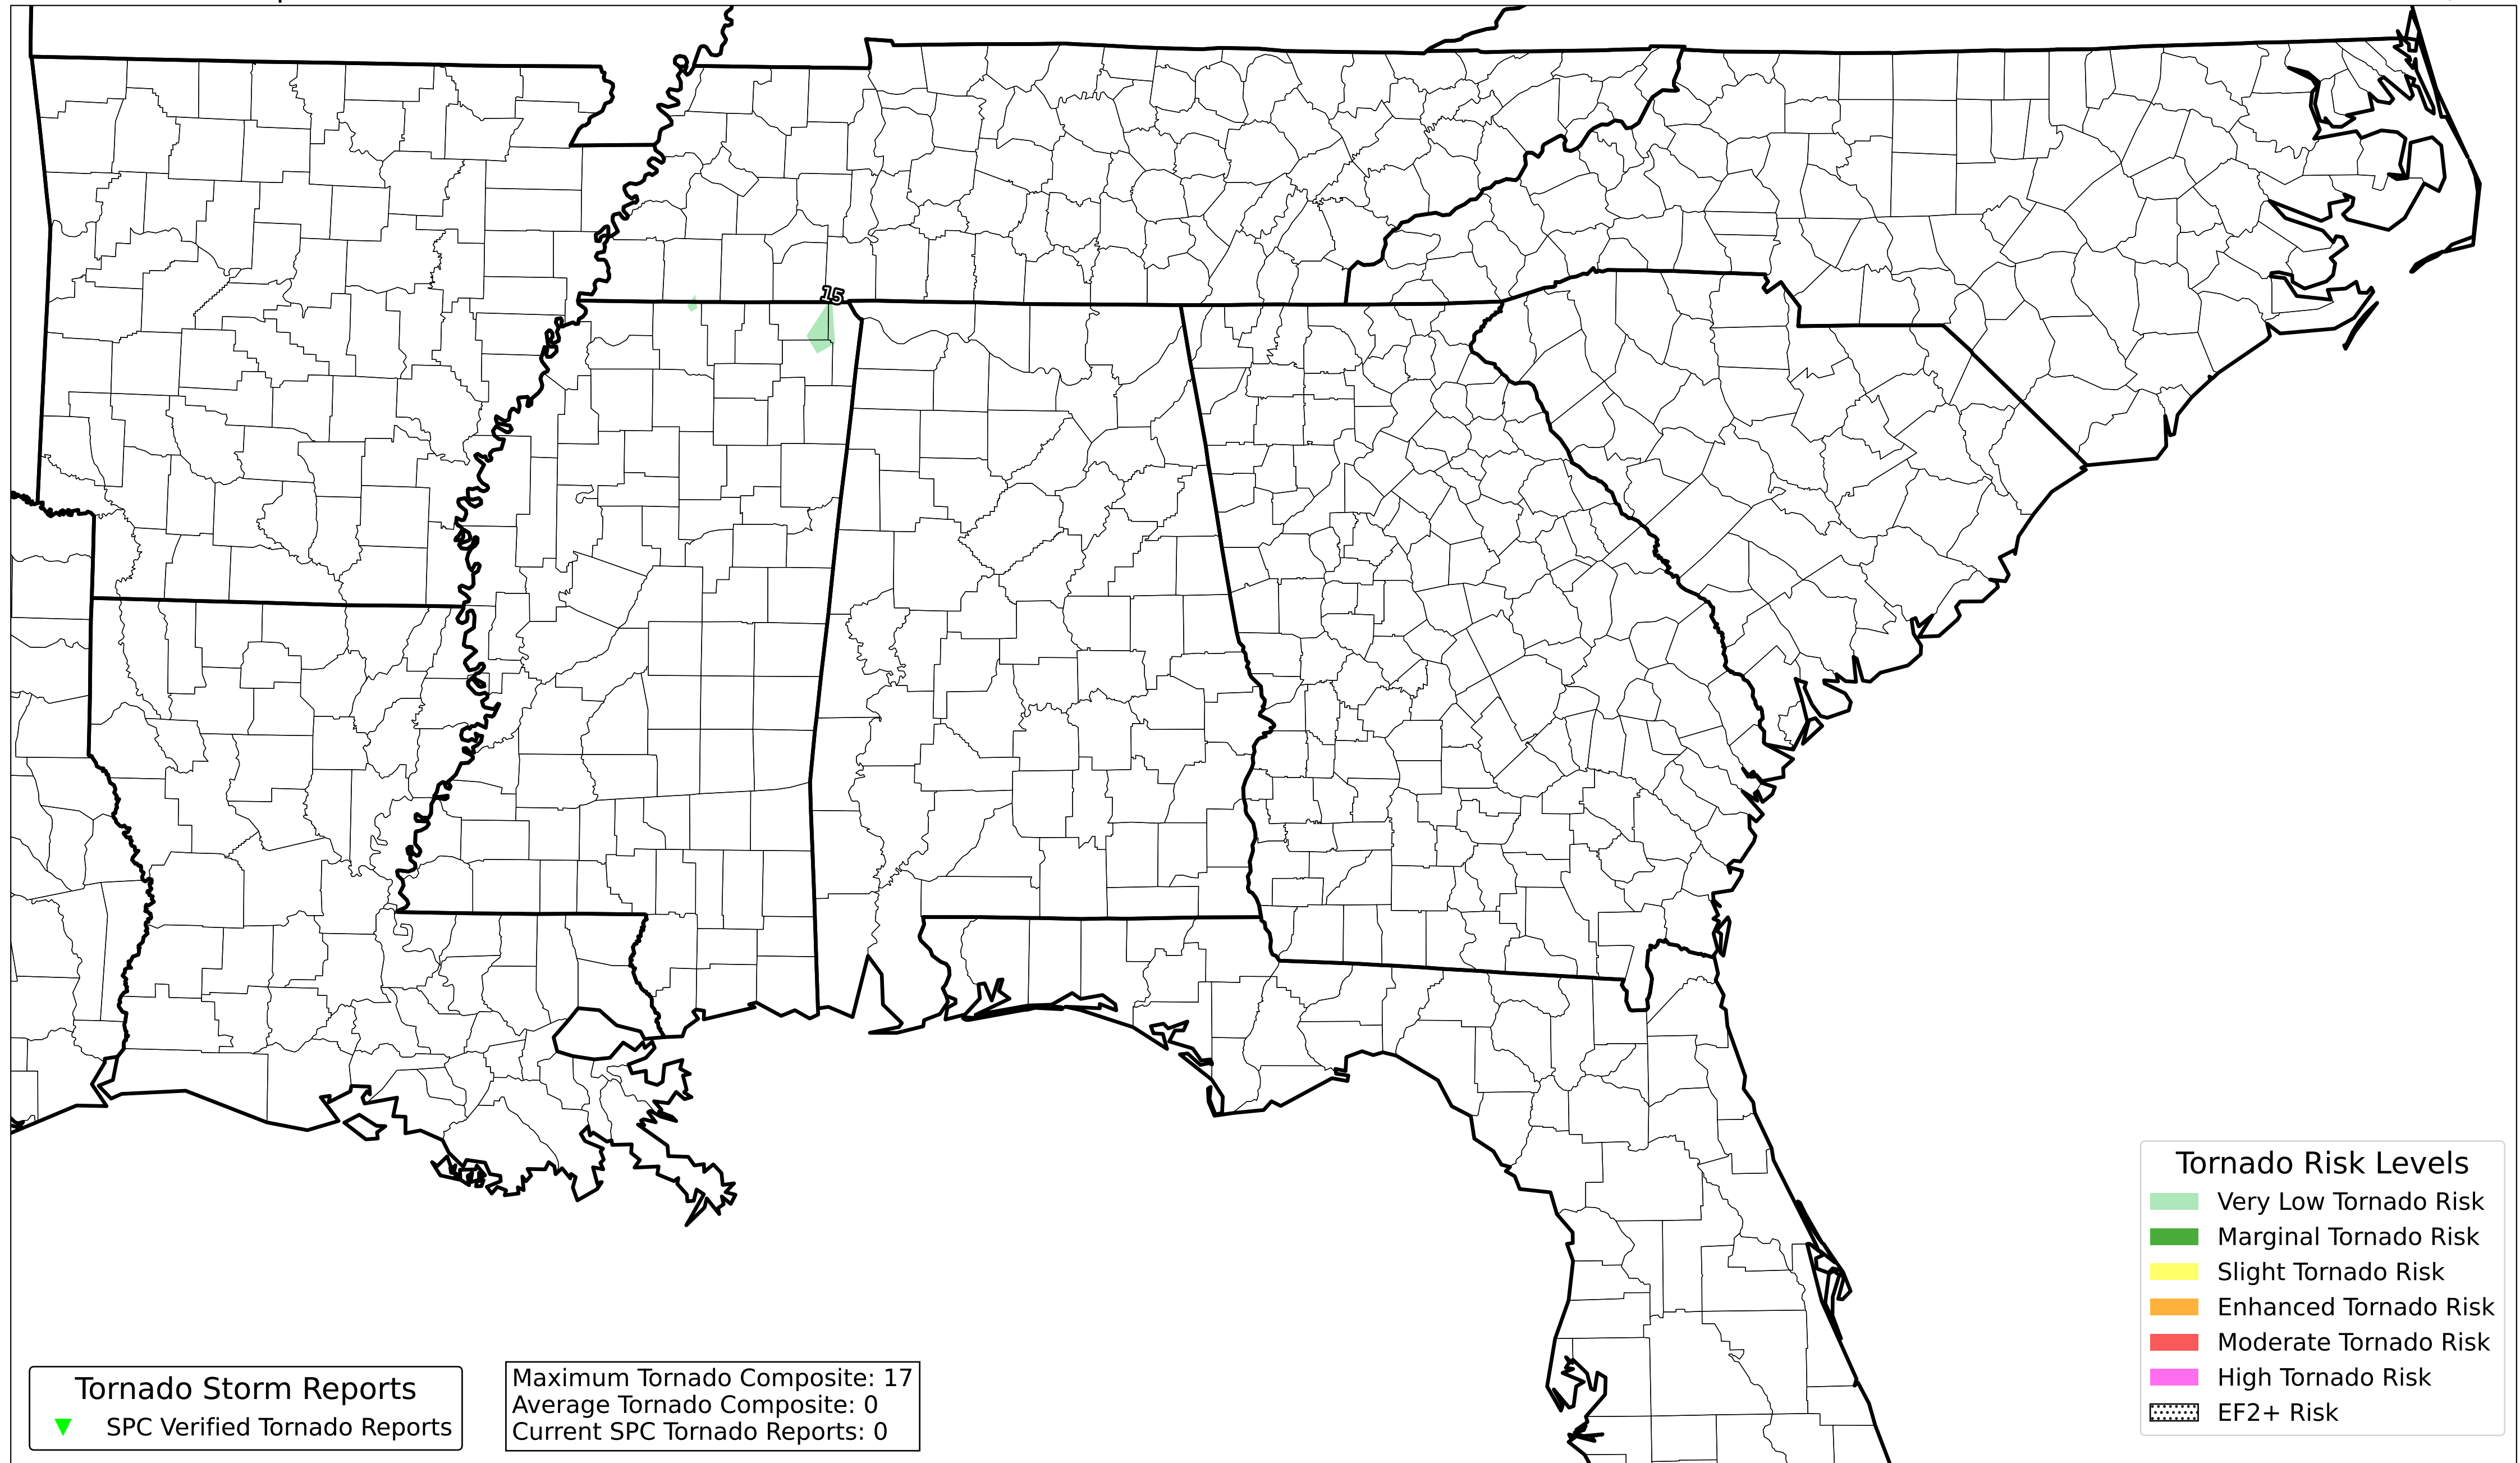 15
Tornado Storm Reports
SPC Verified Tornado Reports
Maximum Tornado Composite: 17
Average Tornado Composite: 0
Current SPC Tornado Reports: 0
Tornado Risk Levels
Very Low Tornado Risk
Marginal Tornado Risk
Slight Tornado Risk
Enhanced Tornado Risk
Moderate Tornado Risk
High Tornado Risk
EF2+ Risk